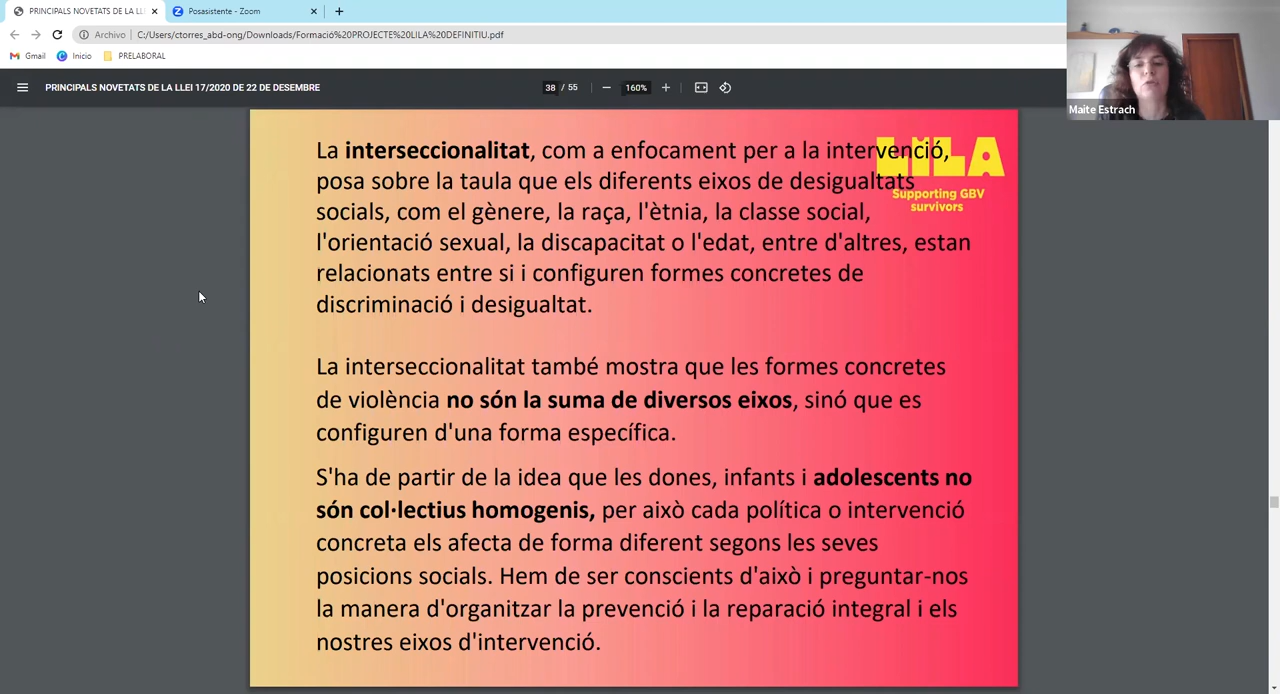 PRINCIPALS NOVETATS DE LA LLE
Posasistente - Zoom
Archivo
C:/Users/ctorres_abd-ong/Downloads/Formació%20PROJECTE%20LILA%20DEFINITIU.pdf
Gmail
Inicio
PRELABORAL
PRINCIPALS NOVETATS DE LA LLEI 17/2020 DE 22 DE DESEMBRE
38 / 55
160%
Maite Estrach
LILA
Supporting GBV
survivors
La interseccionalitat, com a enfocament per a la intervenció,
posa sobre la taula que els diferents eixos de desigualtats
socials, com el gènere, la raça, l'ètnia, la classe social,
l'orientació sexual, la discapacitat o l'edat, entre d'altres, estan
relacionats entre si i configuren formes concretes de
discriminació i desigualtat.
La interseccionalitat també mostra que les formes concretes
de violència no són la suma de diversos eixos, sinó que es
configuren d'una forma específica.
S'ha de partir de la idea que les dones, infants i adolescents no
són col·lectius homogenis, per això cada política o intervenció
concreta els afecta de forma diferent segons les seves
posicions socials. Hem de ser conscients d'això i preguntar-nos
la manera d'organitzar la prevenció i la reparació integral i els
nostres eixos d'intervenció.